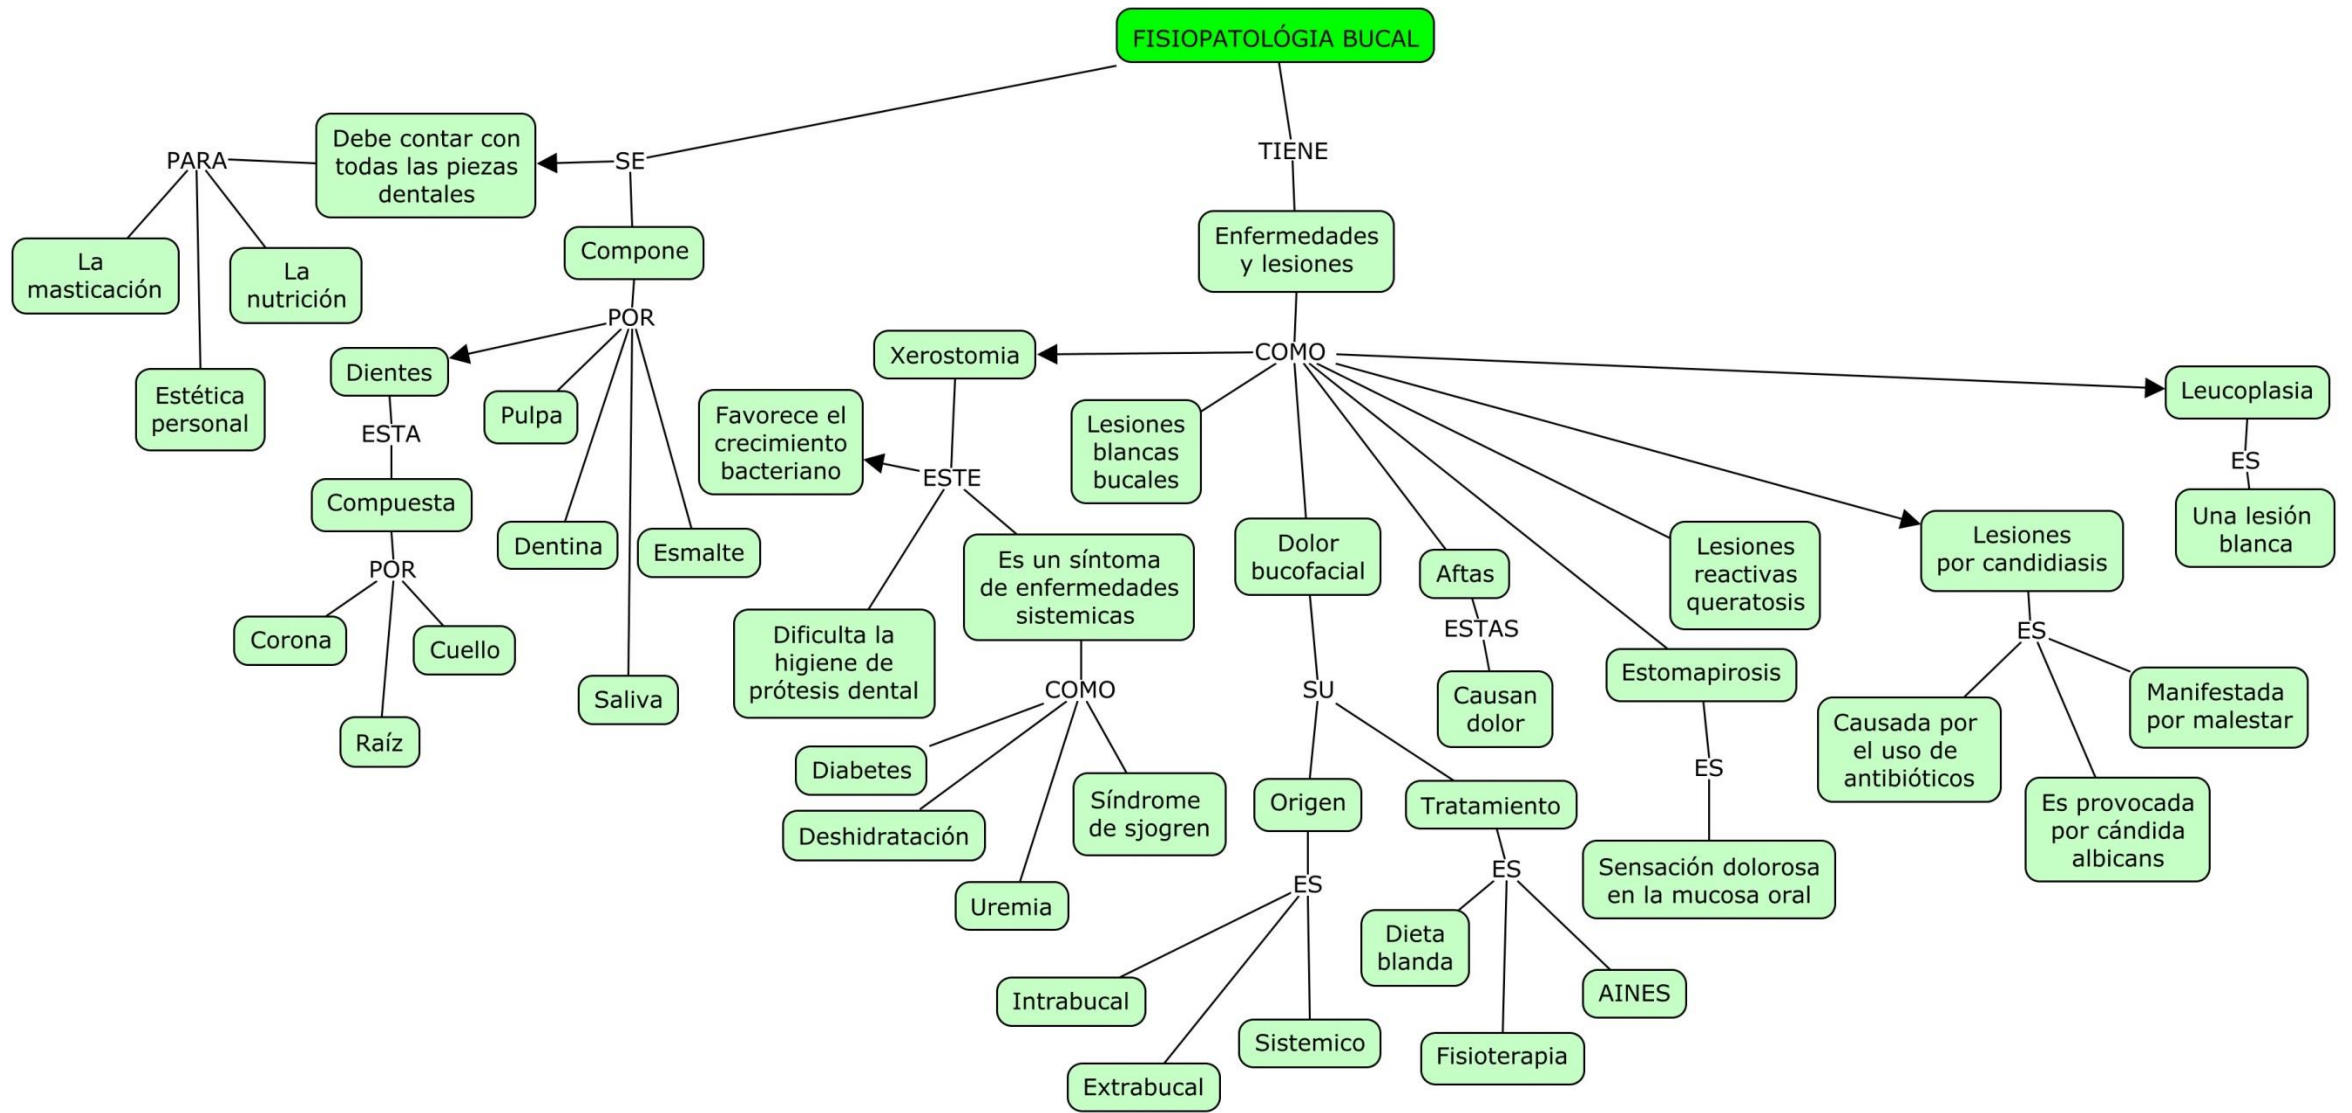 FISIOPATOLÓGIA BUCAL
SE
Debe contar con
todas las piezas
dentales
PARA
La
masticación
Estética
personal
La
nutrición
Compone
POR
Dientes
ESTA
Compuesta
POR
Corona
Raíz
Cuello
Pulpa
Dentina
Saliva
Esmalte
TIENE
Enfermedades
y lesiones
COMO
Xerostomia
ESTE
Favorece el
crecimiento
bacteriano
Dificulta la
higiene de
prótesis dental
Es un síntoma
de enfermedades
sistemicas
COMO
Diabetes
Deshidratación
Uremia
Síndrome
de sjogren
Lesiones
blancas
bucales
Dolor
bucofacial
SU
Origen
ES
Intrabucal
Extrabucal
Sistemico
Tratamiento
ES
Dieta
blanda
Fisioterapia
AINES
Aftas
ESTAS
Causan
dolor
Estomapirosis
ES
Sensación dolorosa
en la mucosa oral
Lesiones
reactivas
queratosis
Lesiones
por candidiasis
ES
Causada por
el uso de
antibióticos
Es provocada
por cándida
albicans
Manifestada
por malestar
Leucoplasia
ES
Una lesión
blanca